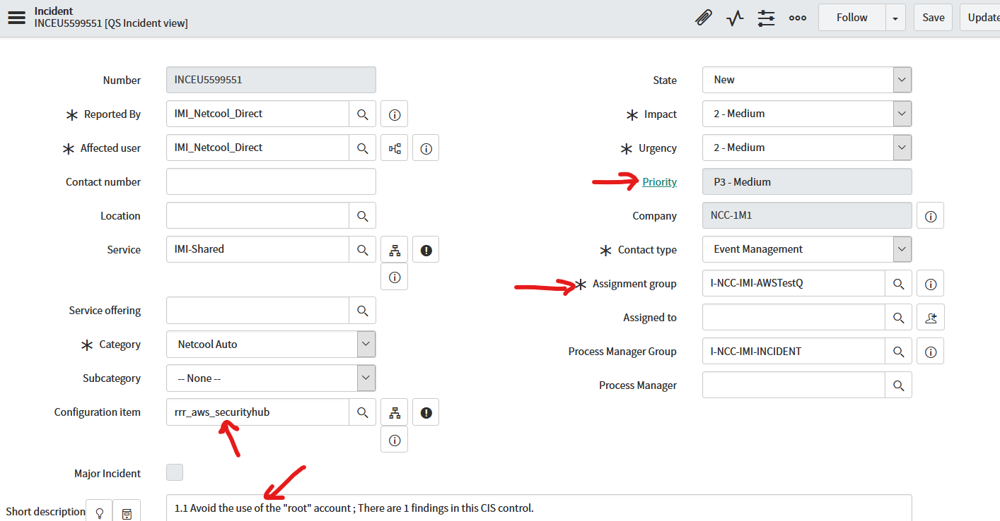 Incident
INCEU5599551 [QS Incident view]
Follow
Save
Update
Number
INCEU5599551
Reported By
IMI_Netcool_Direct
Affected user
IMI_Netcool_Direct
Contact number
Location
Service
IMI-Shared
Service offering
Category
Netcool Auto
Subcategory
-- None --
Configuration item
rrr_aws_securityhub
Major Incident
State
New
Impact
2 - Medium
Urgency
2 - Medium
Priority
P3 - Medium
Company
NCC-1M1
Contact type
Event Management
Assignment group
I-NCC-IMI-AWSTestQ
Assigned to
Process Manager Group
I-NCC-IMI-INCIDENT
Process Manager
Short description
1.1 Avoid the use of the "root" account ; There are 1 findings in this CIS control.